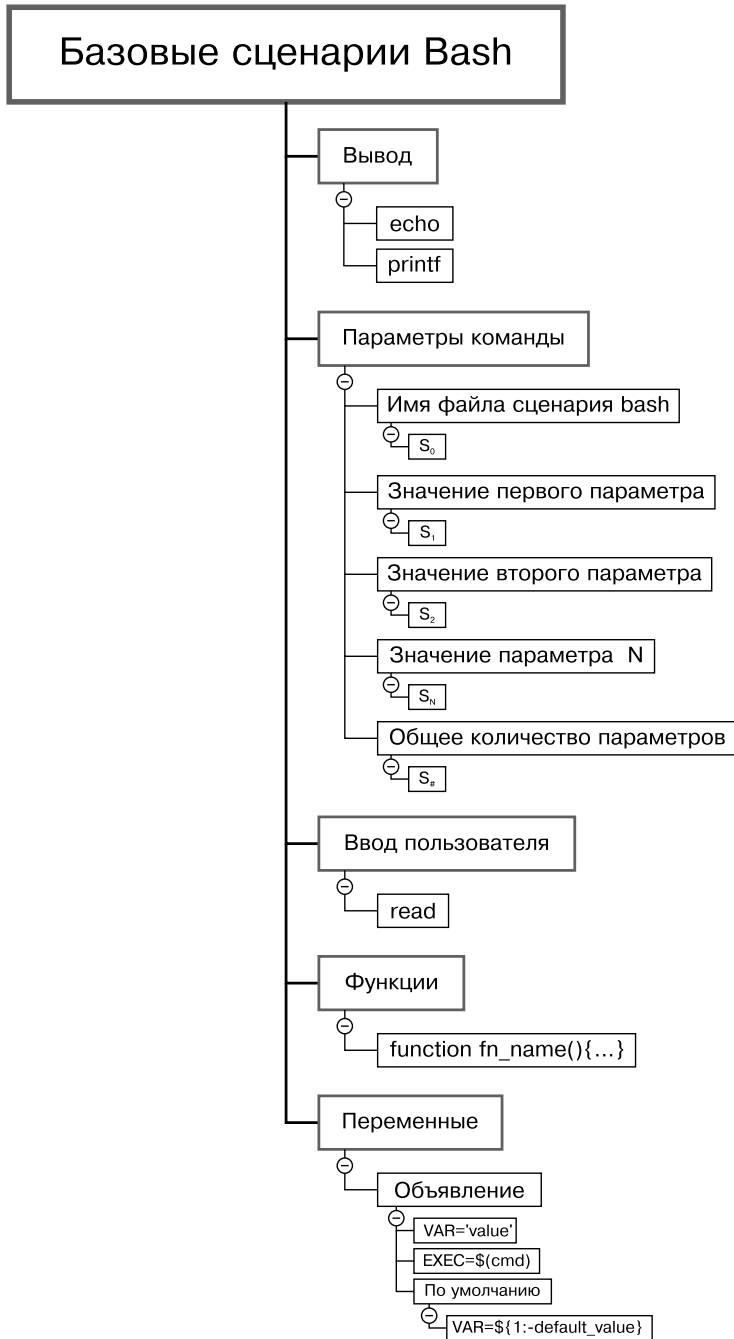 Базовые сценарии Bash
Вывод
echo
printf
Параметры команды
Имя файла сценария bash
S₀
Значение первого параметра
S₁
Значение второго параметра
S₂
Значение параметра N
S_N
Общее количество параметров
S_#
Ввод пользователя
read
Функции
function fn_name(){...}
Переменные
Объявление
VAR='value'
EXEC=$(cmd)
По умолчанию
VAR=${1:-default_value}